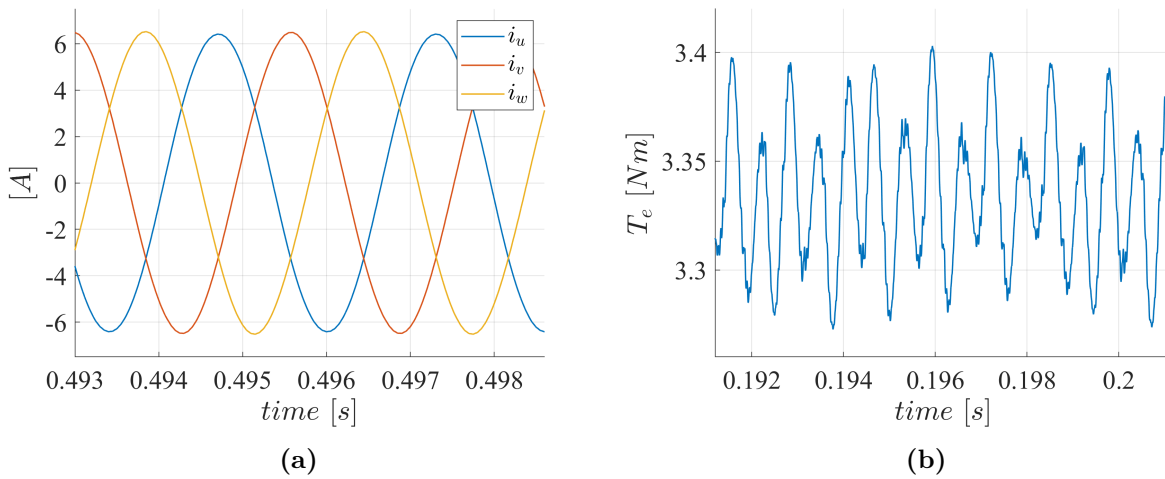 6
4
2
0
-2
-4
-6
[A]
i_u
i_v
i_w
0.493 0.494 0.495 0.496 0.497 0.498
time [s]
(a)
3.4
3.35
3.3
T_e [Nm]
0.192 0.194 0.196 0.198 0.2
time [s]
(b)